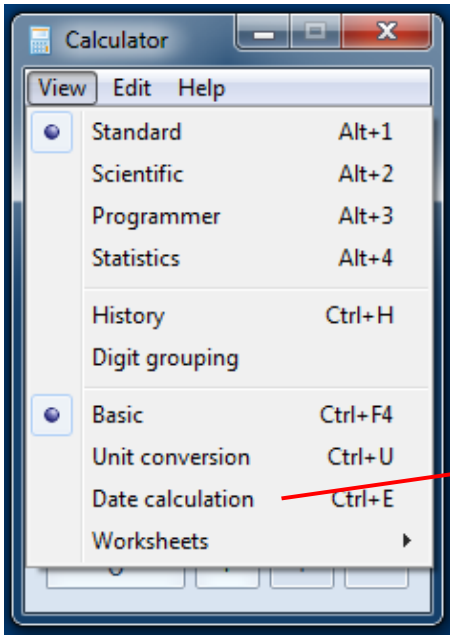 Calculator
View Edit Help
Standard Alt+1
Scientific Alt+2
Programmer Alt+3
Statistics Alt+4
History Ctrl+H
Digit grouping
Basic Ctrl+F4
Unit conversion Ctrl+U
Date calculation Ctrl+E
Worksheets